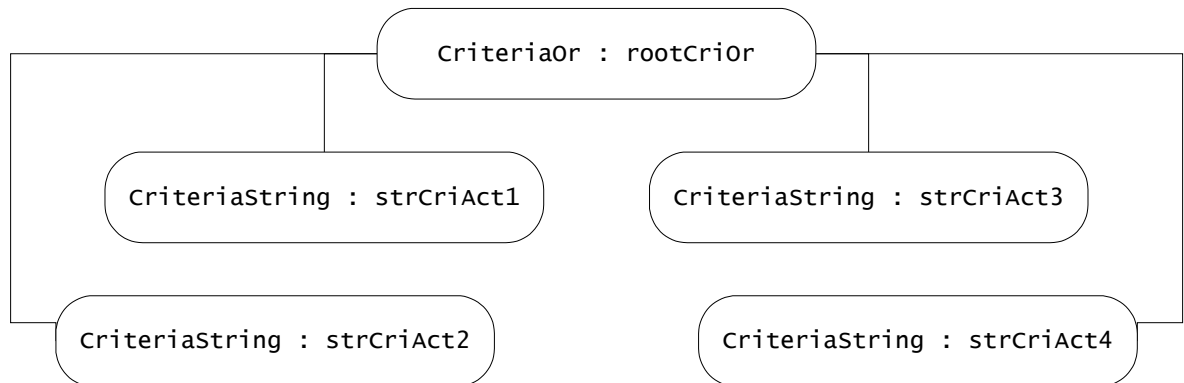 CriteriaOr : rootCriOr
CriteriaString : strCriAct1
CriteriaString : strCriAct3
CriteriaString : strCriAct2
CriteriaString : strCriAct4